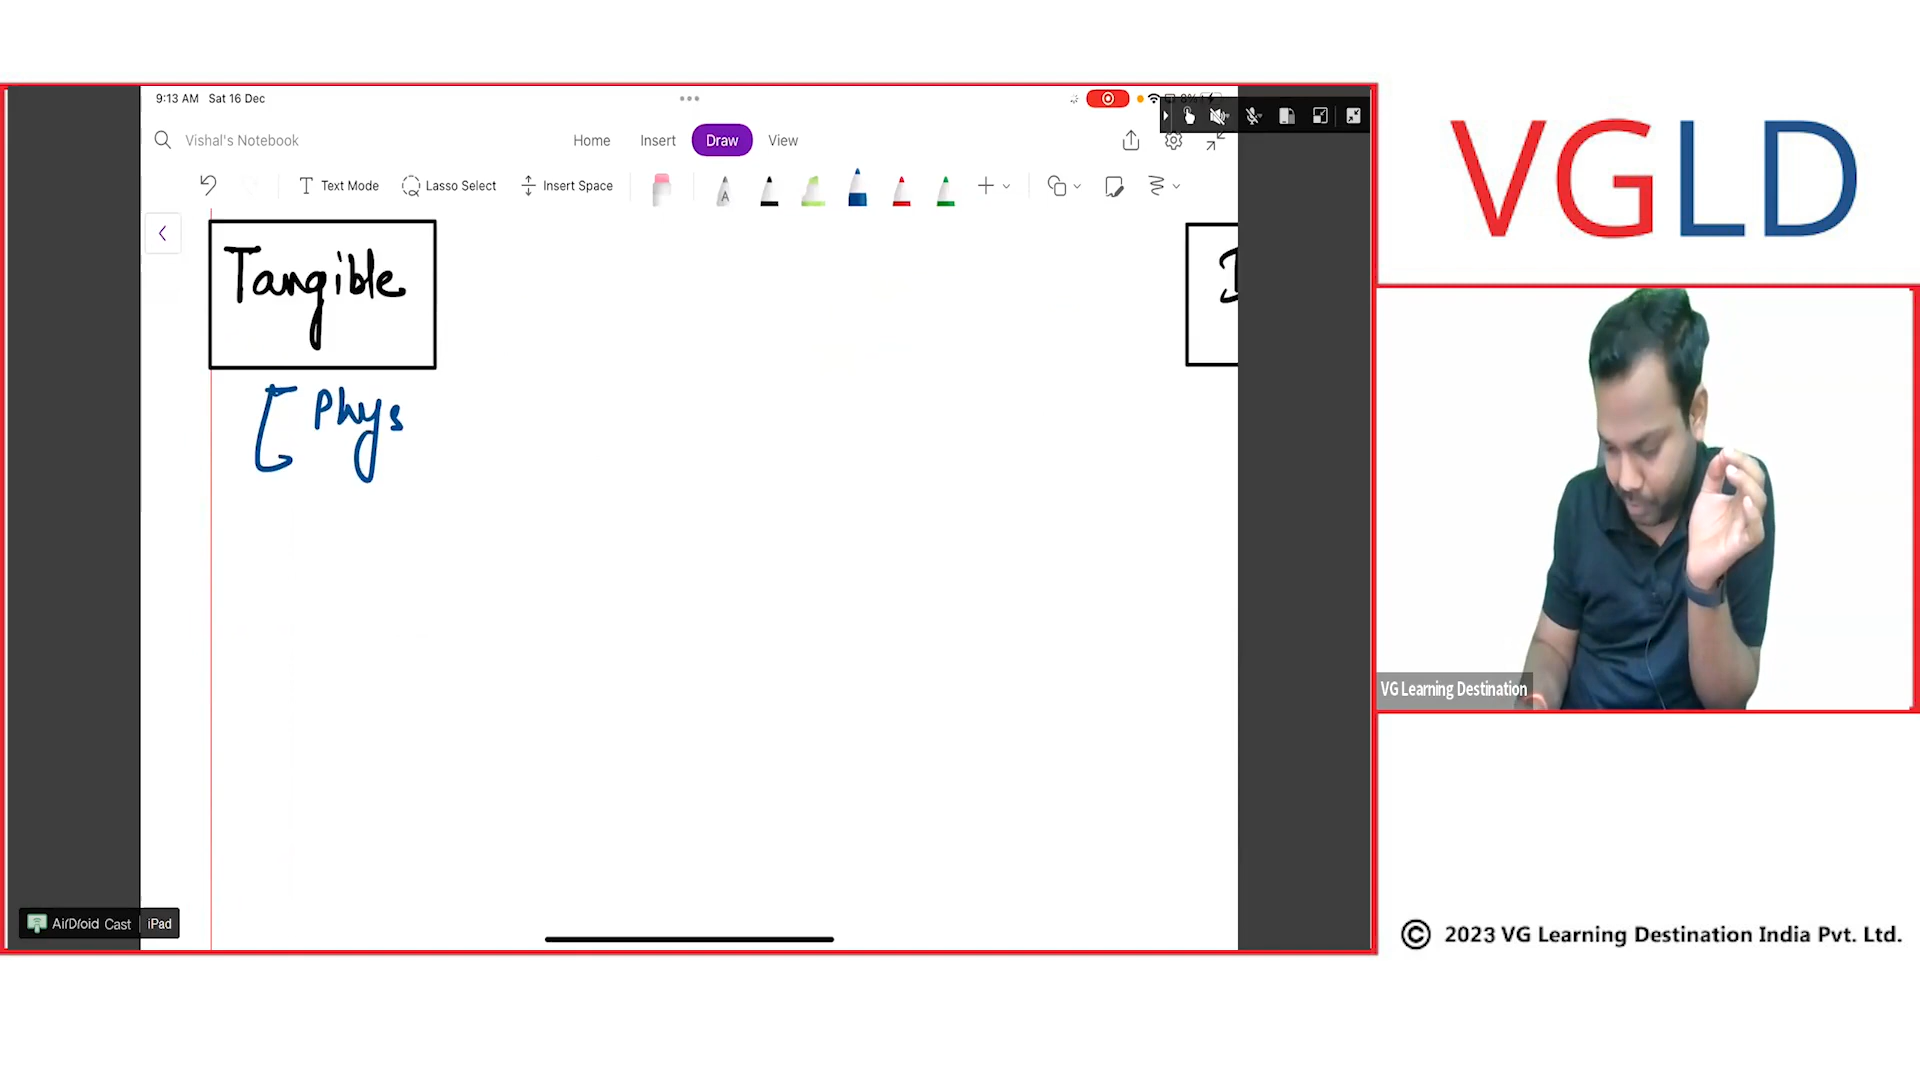 9:13 AM Sat 16 Dec
Vishal's Notebook
Home Insert Draw View
Text Mode Lasso Select Insert Space
Tangible
Phys
AirDroid Cast iPad
VGLD
VG Learning Destination
© 2023 VG Learning Destination India Pvt. Ltd.